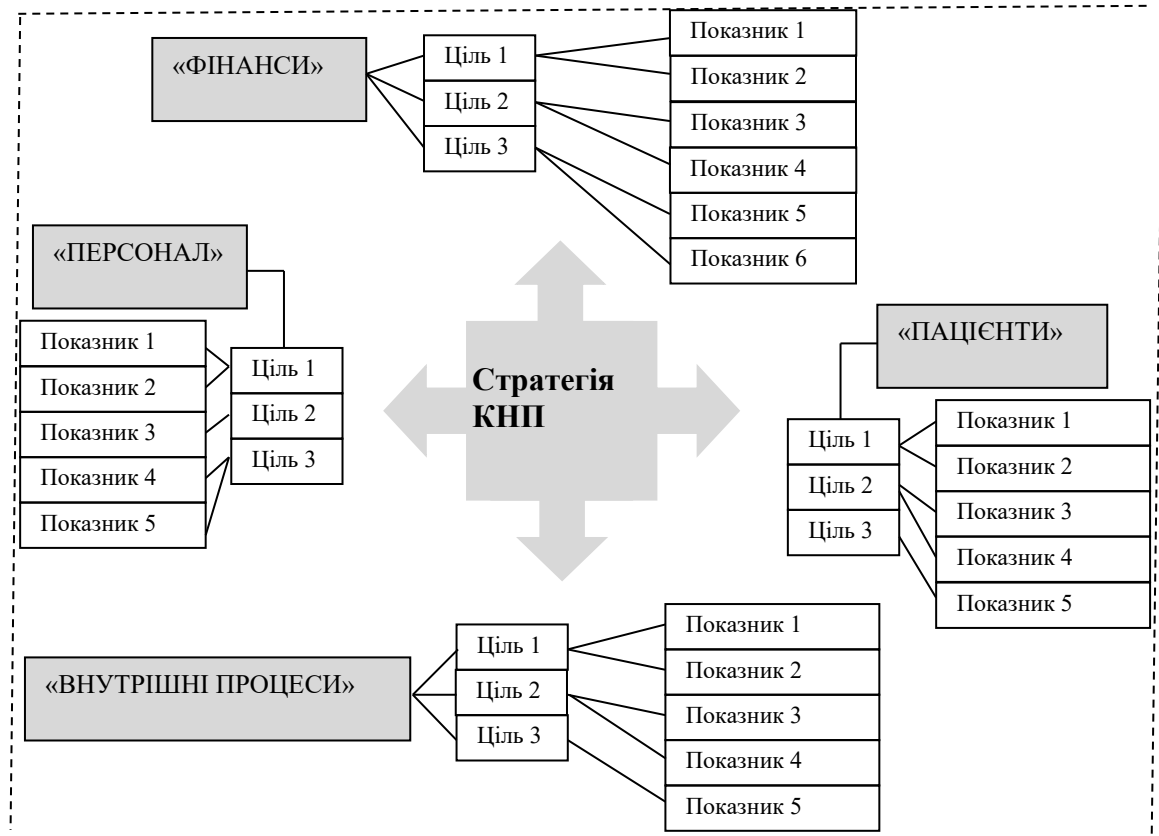 «ФІНАНСИ»
Ціль 1
Ціль 2
Ціль 3
Показник 1
Показник 2
Показник 3
Показник 4
Показник 5
Показник 6
«ПЕРСОНАЛ»
Показник 1
Показник 2
Показник 3
Показник 4
Показник 5
Ціль 1
Ціль 2
Ціль 3
Стратегія
КНП
«ПАЦІЄНТИ»
Ціль 1
Ціль 2
Ціль 3
Показник 1
Показник 2
Показник 3
Показник 4
Показник 5
«ВНУТРІШНІ ПРОЦЕСИ»
Ціль 1
Ціль 2
Ціль 3
Показник 1
Показник 2
Показник 3
Показник 4
Показник 5